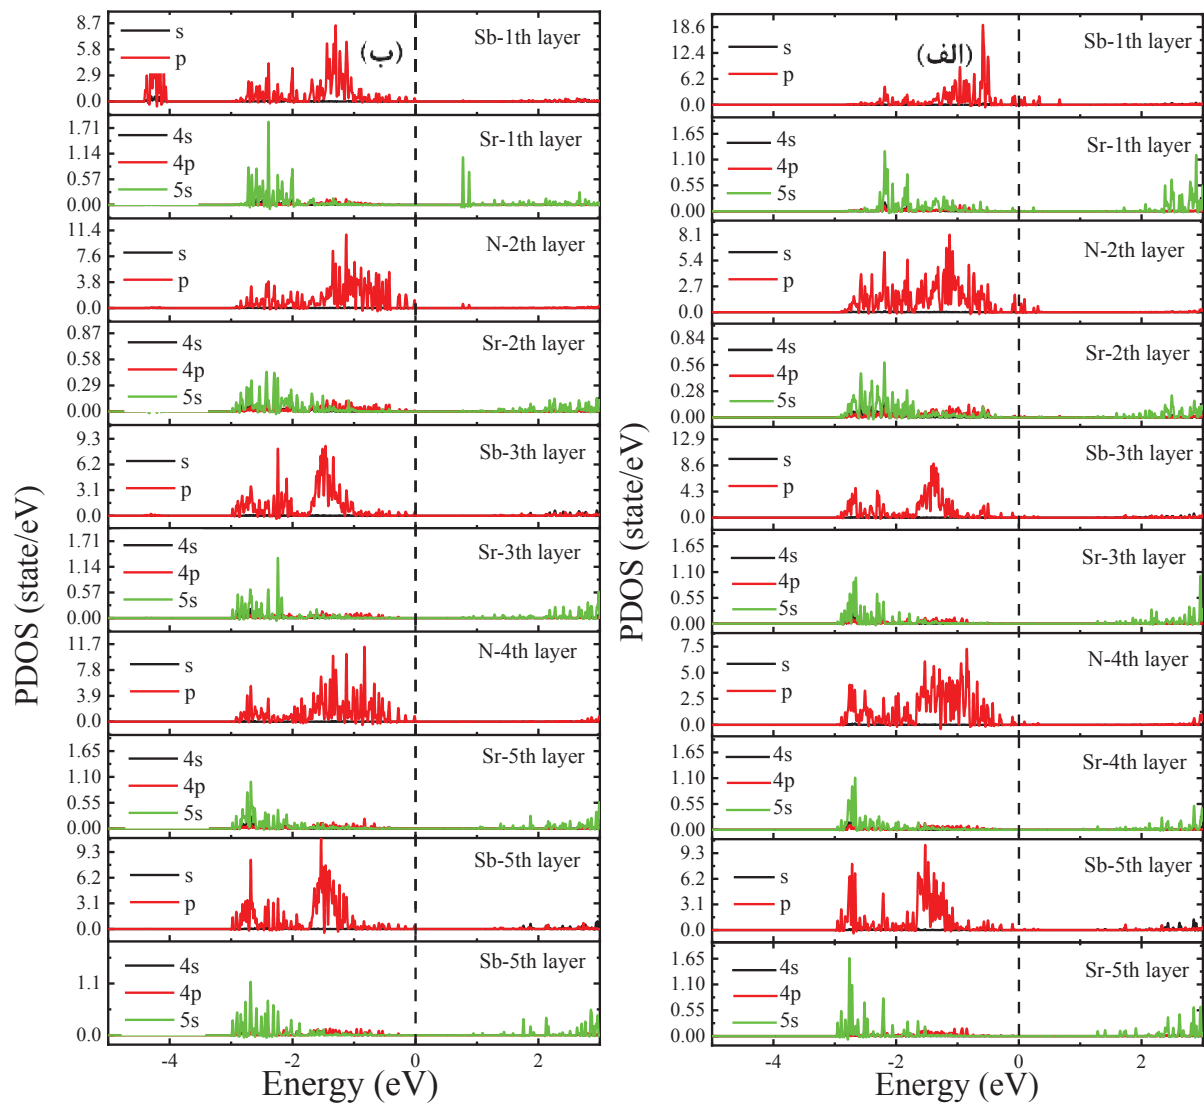 PDOS (state/eV)
8.7
5.8
2.9
0.0
s
p
(ب)
Sb-1th layer
1.71
1.14
0.57
0.00
4s
4p
5s
Sr-1th layer
11.4
7.6
3.8
0.0
s
p
N-2th layer
0.87
0.58
0.29
0.00
4s
4p
5s
Sr-2th layer
9.3
6.2
3.1
0.0
s
p
Sb-3th layer
1.71
1.14
0.57
0.00
4s
4p
5s
Sr-3th layer
11.7
7.8
3.9
0.0
s
p
N-4th layer
1.65
1.10
0.55
0.00
4s
4p
5s
Sr-5th layer
9.3
6.2
3.1
0.0
s
p
Sb-5th layer
1.1
0.0
4s
4p
5s
Sb-5th layer
-4 -2 0 2
Energy (eV)
PDOS (state/eV)
18.6
12.4
6.2
0.0
s
p
(الف)
Sb-1th layer
1.65
1.10
0.55
0.00
4s
4p
5s
Sr-1th layer
8.1
5.4
2.7
0.0
s
p
N-2th layer
0.84
0.56
0.28
0.00
4s
4p
5s
Sr-2th layer
12.9
8.6
4.3
0.0
s
p
Sb-3th layer
1.65
1.10
0.55
0.00
4s
4p
5s
Sr-3th layer
7.5
5.0
2.5
0.0
s
p
N-4th layer
1.65
1.10
0.55
0.00
4s
4p
5s
Sr-4th layer
9.3
6.2
3.1
0.0
s
p
Sb-5th layer
1.65
1.10
0.55
0.00
4s
4p
5s
Sr-5th layer
-4 -2 0 2
Energy (eV)